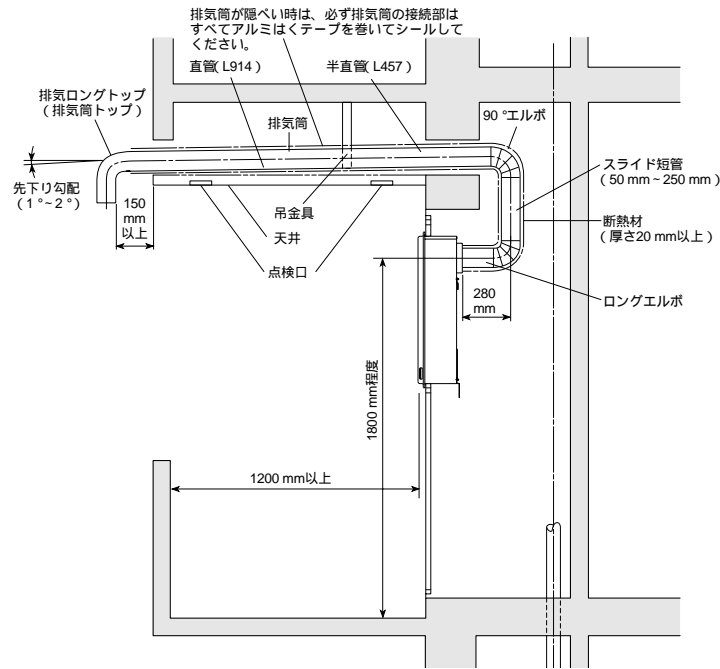 排気筒が隠ぺい時は、必ず排気筒の接続部は
すべてアルミはくテープを巻いてシールして
ください。
直管(L914)
半直管(L457)
排気ロングトップ
(排気筒トップ)
排気筒
90 °エルボ
スライド短管
(50 mm~250 mm)
先下り勾配
(1 °~2 °)
150
mm
以上
吊金具
天井
点検口
断熱材
(厚さ20 mm以上)
280
mm
ロングエルボ
1800 mm程度
1200 mm以上